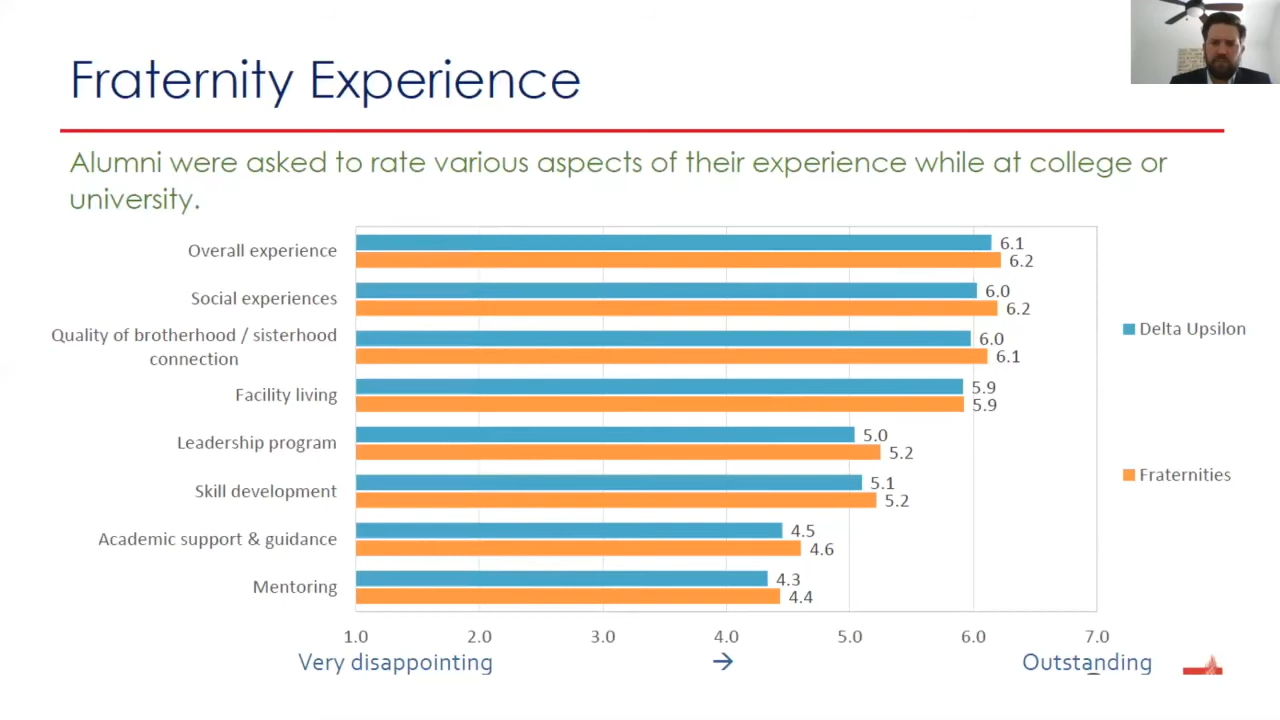 Fraternity Experience
Alumni were asked to rate various aspects of their experience while at college or
university.
Overall experience
6.1
6.2
Social experiences
6.0
6.2
Quality of brotherhood / sisterhood
connection
6.0
6.1
Facility living
5.9
5.9
Leadership program
5.0
5.2
Skill development
5.1
5.2
Academic support & guidance
4.5
4.6
Mentoring
4.3
4.4
1.0 2.0 3.0 4.0 5.0 6.0 7.0
Very disappointing → Outstanding
Delta Upsilon
Fraternities